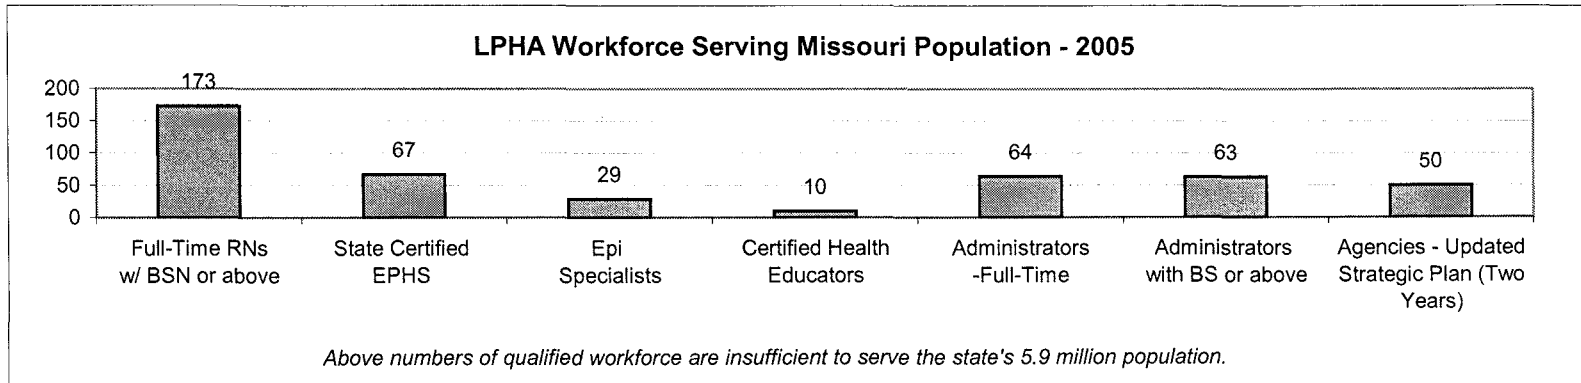 LPHA Workforce Serving Missouri Population - 2005
200
150
100
50
0
173
67
29
10
64
63
50
Full-Time RNs
w/ BSN or above
State Certified
EPHS
Epi
Specialists
Certified Health
Educators
Administrators
-Full-Time
Administrators
with BS or above
Agencies - Updated
Strategic Plan (Two
Years)
Above numbers of qualified workforce are insufficient to serve the state's 5.9 million population.